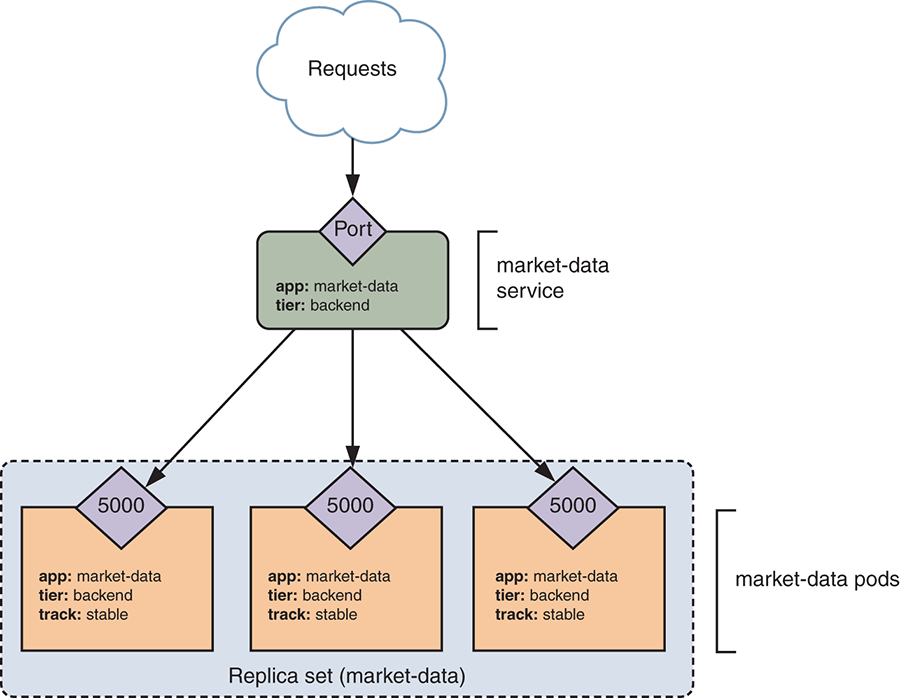 Requests
Port
app: market-data
tier: backend
market-data
service
5000
5000
5000
app: market-data
tier: backend
track: stable
app: market-data
tier: backend
track: stable
app: market-data
tier: backend
track: stable
market-data pods
Replica set (market-data)